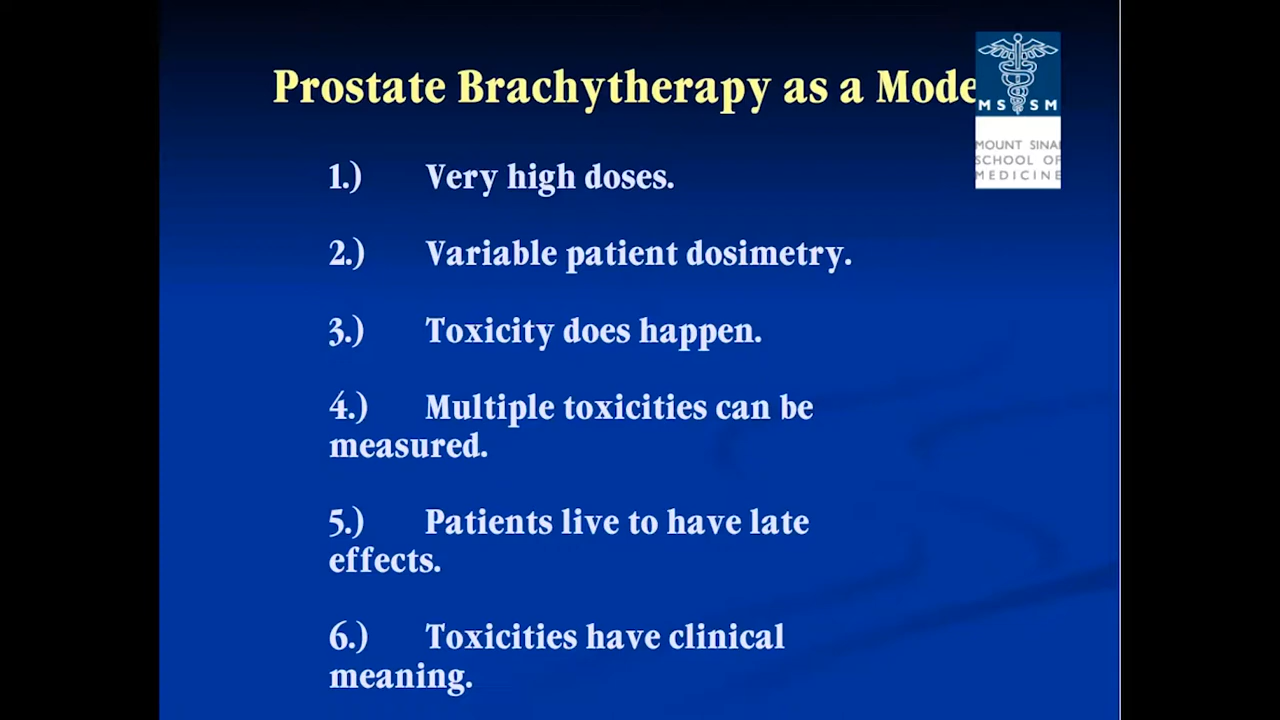 Prostate Brachytherapy as a Mode
MSSM
MOUNT SINAI
SCHOOL OF
MEDICINE
1.) Very high doses.
2.) Variable patient dosimetry.
3.) Toxicity does happen.
4.) Multiple toxicities can be
measured.
5.) Patients live to have late
effects.
6.) Toxicities have clinical
meaning.